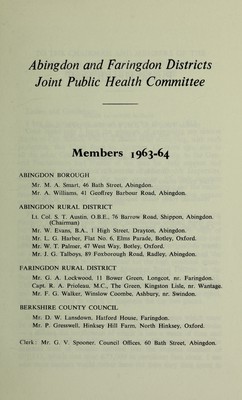 Abingdon and Faringdon Districts
Joint Public Health Committee
Members 1963-64
ABINGDON BOROUGH
Mr. M. A. Smart, 46 Bath Street, Abingdon.
Mr. A. Williams, 41 Geoffrey Barbour Road, Abingdon.
ABINGDON RURAL DISTRICT
Lt. Col. S. T. Austin, O.B.E., 76 Barrow Road, Shippon, Abingdon.
(Chairman)
Mr. W. Evans, B.A., 1 High Street, Drayton, Abingdon.
Mr. L. G. Harber, Flat No. 6, Elms Parade, Botley, Oxford.
Mr. W. T. Palmer, 47 West Way, Botley, Oxford.
Mr. J. G. Talboys, 89 Foxborough Road, Radley, Abingdon.
FARINGDON RURAL DISTRICT
Mr. G. A. Lockwood, 11 Bower Green, Longcot, nr. Faringdon.
Capt. R. A. Prioleau, M.C., The Green, Kingston Lisle, nr. Wantage.
Mr. F. G. Walker, Winslow Coombe, Ashbury, nr. Swindon.
BERKSHIRE COUNTY COUNCIL
Mr. D. W. Lansdown, Hatford House, Faringdon.
Mr. P. Gresswell, Hinksey Hill Farm, North Hinksey, Oxford.
Clerk: Mr. G. V. Spooner, Council Offices, 60 Bath Street, Abingdon.